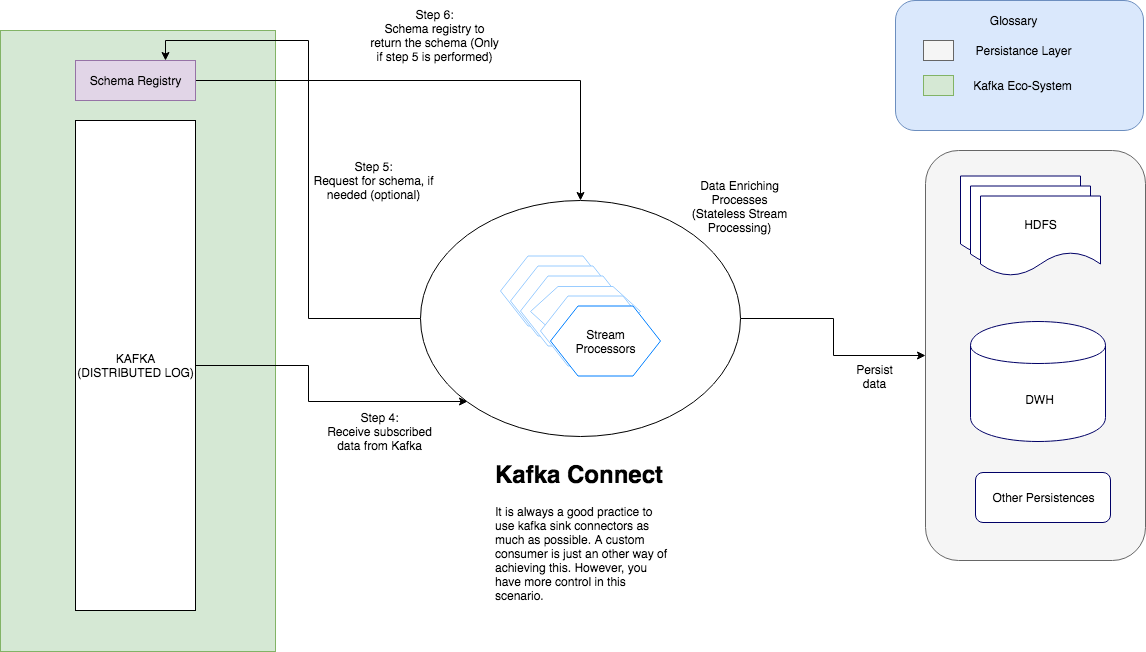 Step 6:
Schema registry to
return the schema (Only
if step 5 is performed)
Glossary
Persistance Layer
Kafka Eco-System
Schema Registry
Step 5:
Request for schema, if
needed (optional)
Data Enriching
Processes
(Stateless Stream
Processing)
HDFS
Stream
Processors
KAFKA
(DISTRIBUTED LOG)
Persist
data
DWH
Step 4:
Receive subscribed
data from Kafka
Kafka Connect
Other Persistences
It is always a good practice to
use kafka sink connectors as
much as possible. A custom
consumer is just an other way of
achieving this. However, you
have more control in this
scenario.